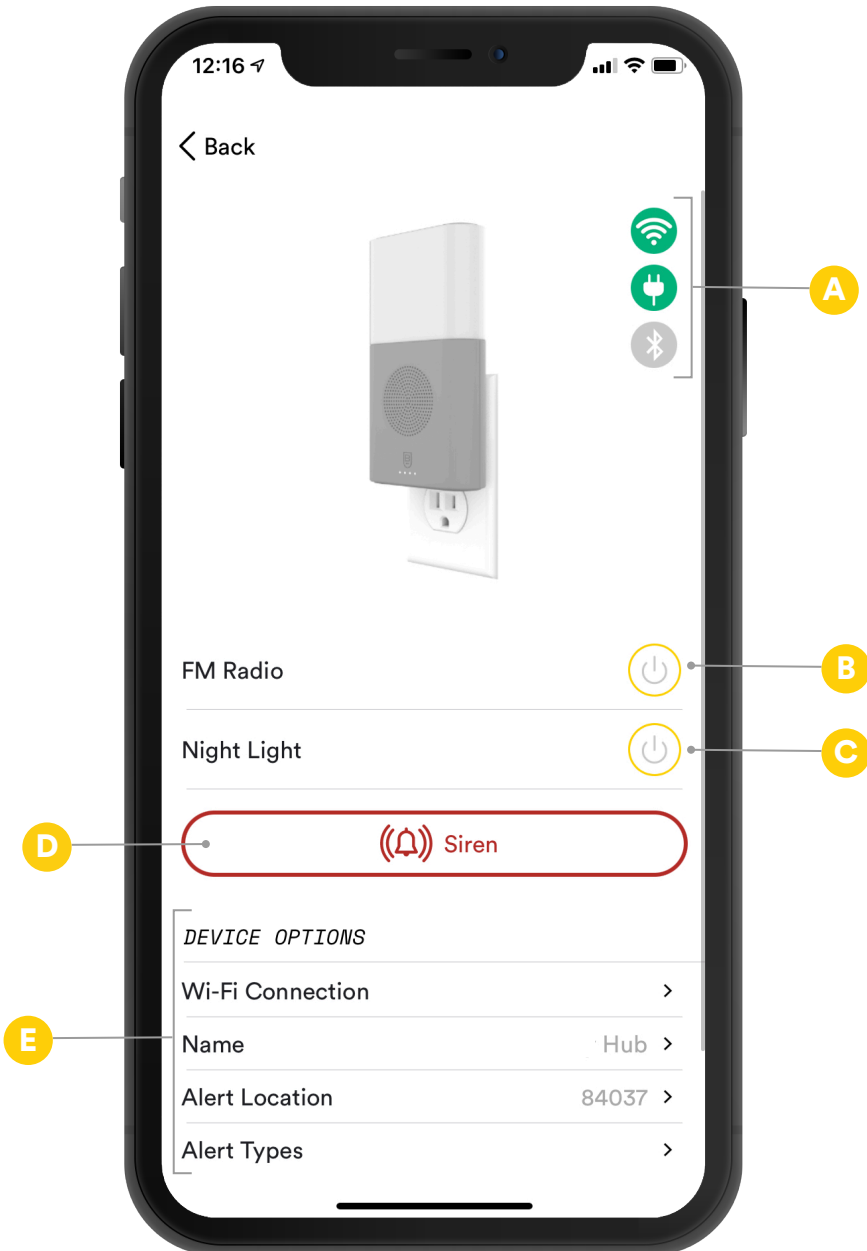 12:16
Back
A
FM Radio
B
Night Light
C
D
Siren
DEVICE OPTIONS
Wi-Fi Connection
E
Name Hub
Alert Location 84037
Alert Types